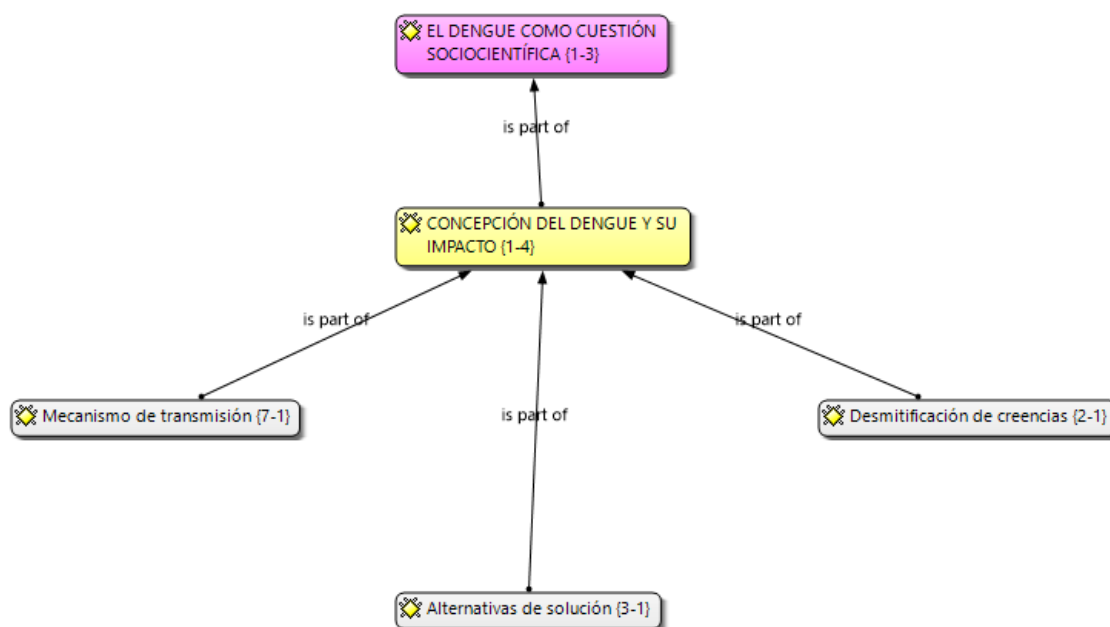 EL DENGUE COMO CUESTIÓN
SOCIOCIENTÍFICA {1-3}
is part of
CONCEPCIÓN DEL DENGUE Y SU
IMPACTO {1-4}
is part of
is part of
Mecanismo de transmisión {7-1}
is part of
Desmitificación de creencias {2-1}
Alternativas de solución {3-1}